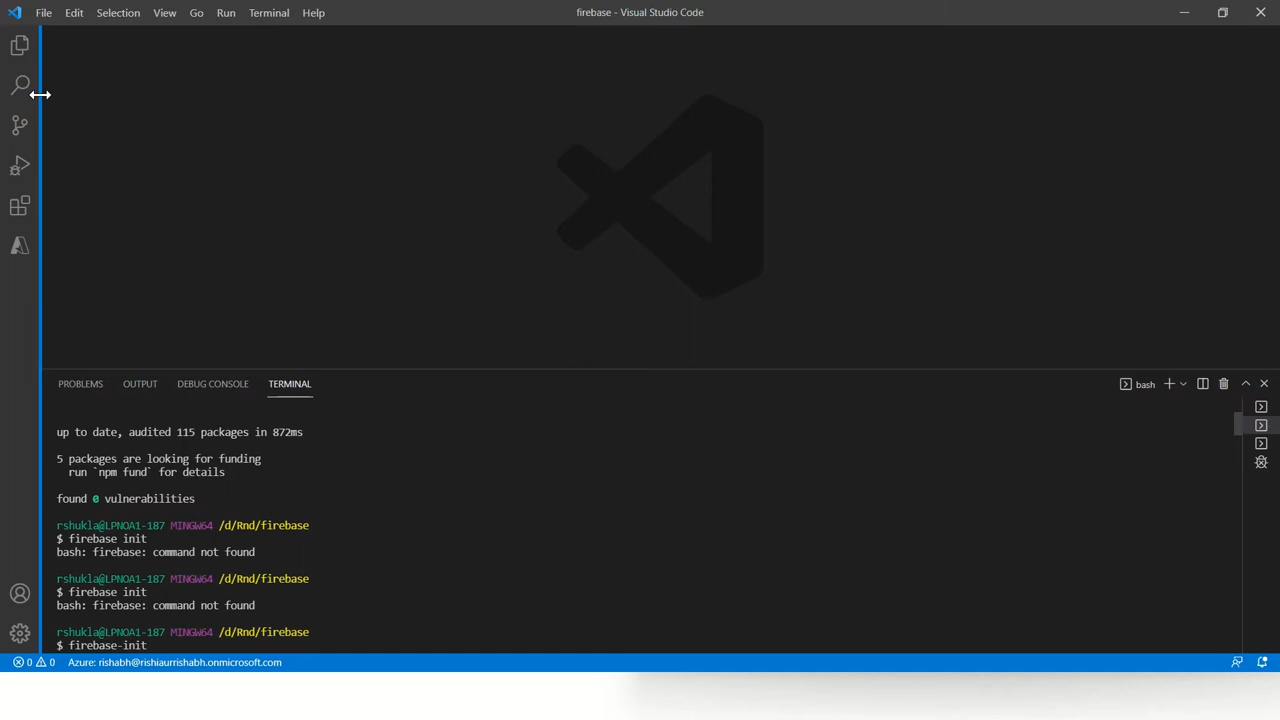 File Edit Selection View Go Run Terminal Help
firebase - Visual Studio Code
PROBLEMS OUTPUT DEBUG CONSOLE TERMINAL
bash
up to date, audited 115 packages in 872ms
5 packages are looking for funding
run `npm fund` for details
found 0 vulnerabilities
rshukla@LPNOA1-187 MINGW64 /d/Rnd/firebase
$ firebase init
bash: firebase: command not found
rshukla@LPNOA1-187 MINGW64 /d/Rnd/firebase
$ firebase init
bash: firebase: command not found
rshukla@LPNOA1-187 MINGW64 /d/Rnd/firebase
$ firebase-init
0 0 Azure: rishabh@rishiaurrishabh.onmicrosoft.com